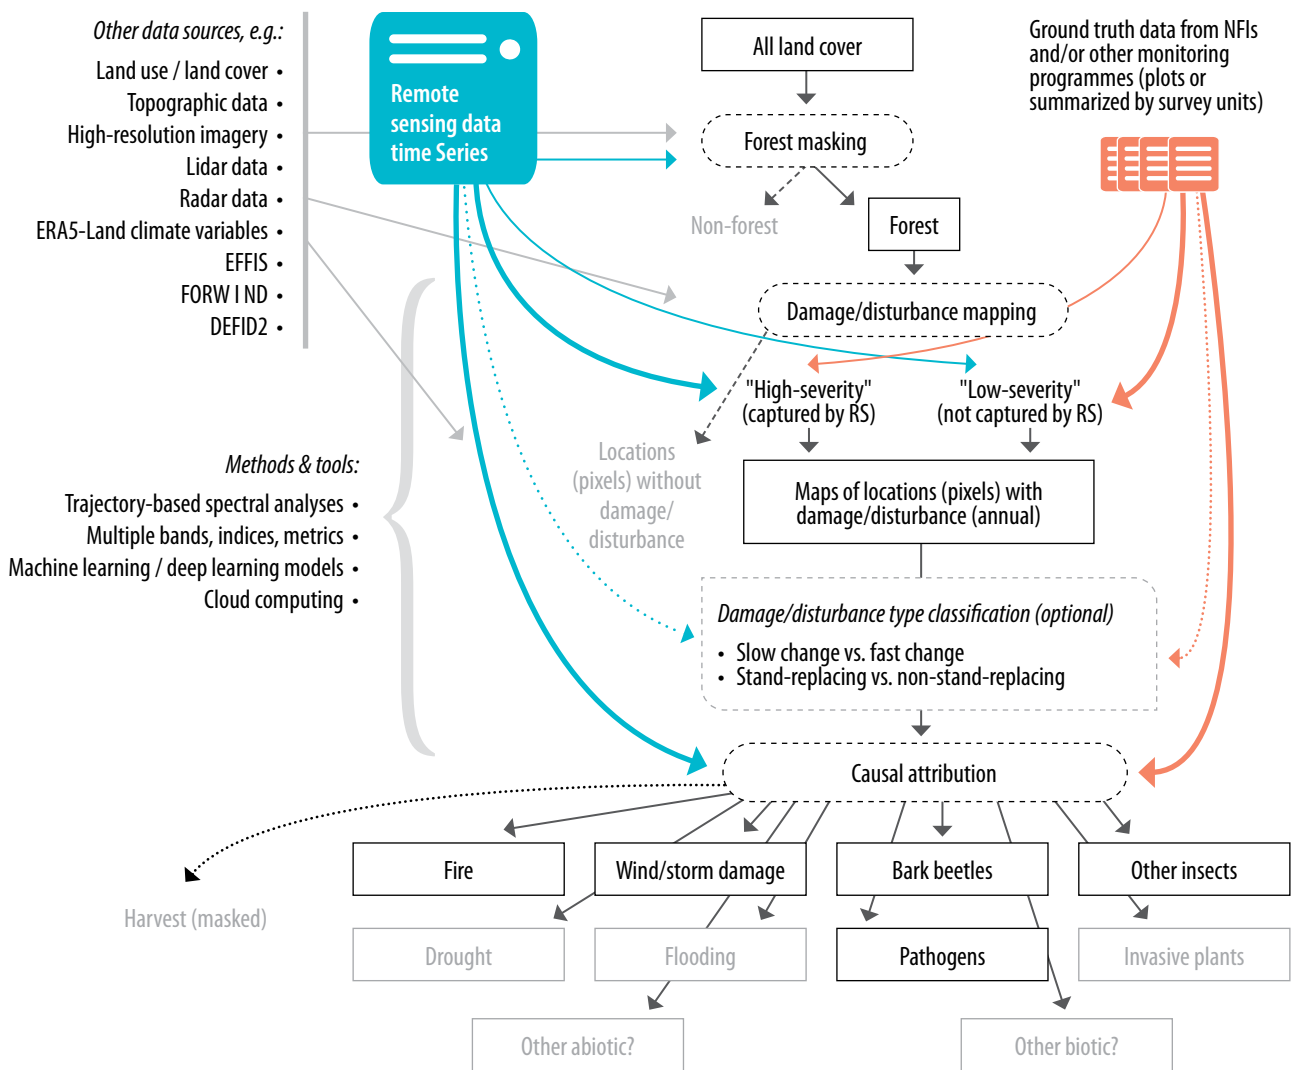 Other data sources, e.g.:
Land use / land cover •
Topographic data •
High-resolution imagery •
Lidar data •
Radar data •
ERA5-Land climate variables •
EFFIS •
FORW I ND •
DEFID2 •
Remote
sensing data
time Series
All land cover
Ground truth data from NFIs
and/or other monitoring
programmes (plots or
summarized by survey units)
Forest masking
Non-forest
Forest
Damage/disturbance mapping
"High-severity"
(captured by RS)
"Low-severity"
(not captured by RS)
Locations
(pixels) without
damage/
disturbance
Methods & tools:
Trajectory-based spectral analyses •
Multiple bands, indices, metrics •
Machine learning / deep learning models •
Cloud computing •
Maps of locations (pixels) with
damage/disturbance (annual)
Damage/disturbance type classification (optional)
• Slow change vs. fast change
• Stand-replacing vs. non-stand-replacing
Causal attribution
Harvest (masked)
Fire
Wind/storm damage
Bark beetles
Other insects
Drought
Flooding
Pathogens
Invasive plants
Other abiotic?
Other biotic?